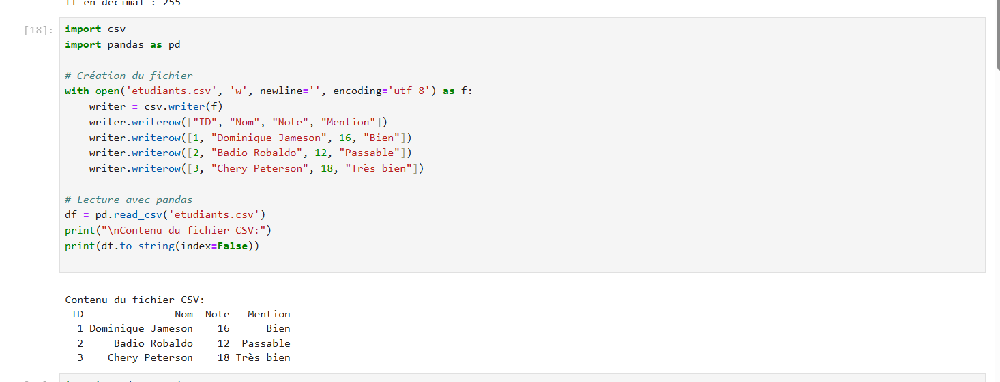 ff en décimal : 255
[18]:
import csv
import pandas as pd
# Création du fichier
with open('etudiants.csv', 'w', newline='', encoding='utf-8') as f:
    writer = csv.writer(f)
    writer.writerow(["ID", "Nom", "Note", "Mention"])
    writer.writerow([1, "Dominique Jameson", 16, "Bien"])
    writer.writerow([2, "Badio Robaldo", 12, "Passable"])
    writer.writerow([3, "Chery Peterson", 18, "Très bien"])
# Lecture avec pandas
df = pd.read_csv('etudiants.csv')
print("\nContenu du fichier CSV:")
print(df.to_string(index=False))
Contenu du fichier CSV:
 ID               Nom  Note   Mention
  1 Dominique Jameson    16      Bien
  2     Badio Robaldo    12  Passable
  3    Chery Peterson    18 Très bien